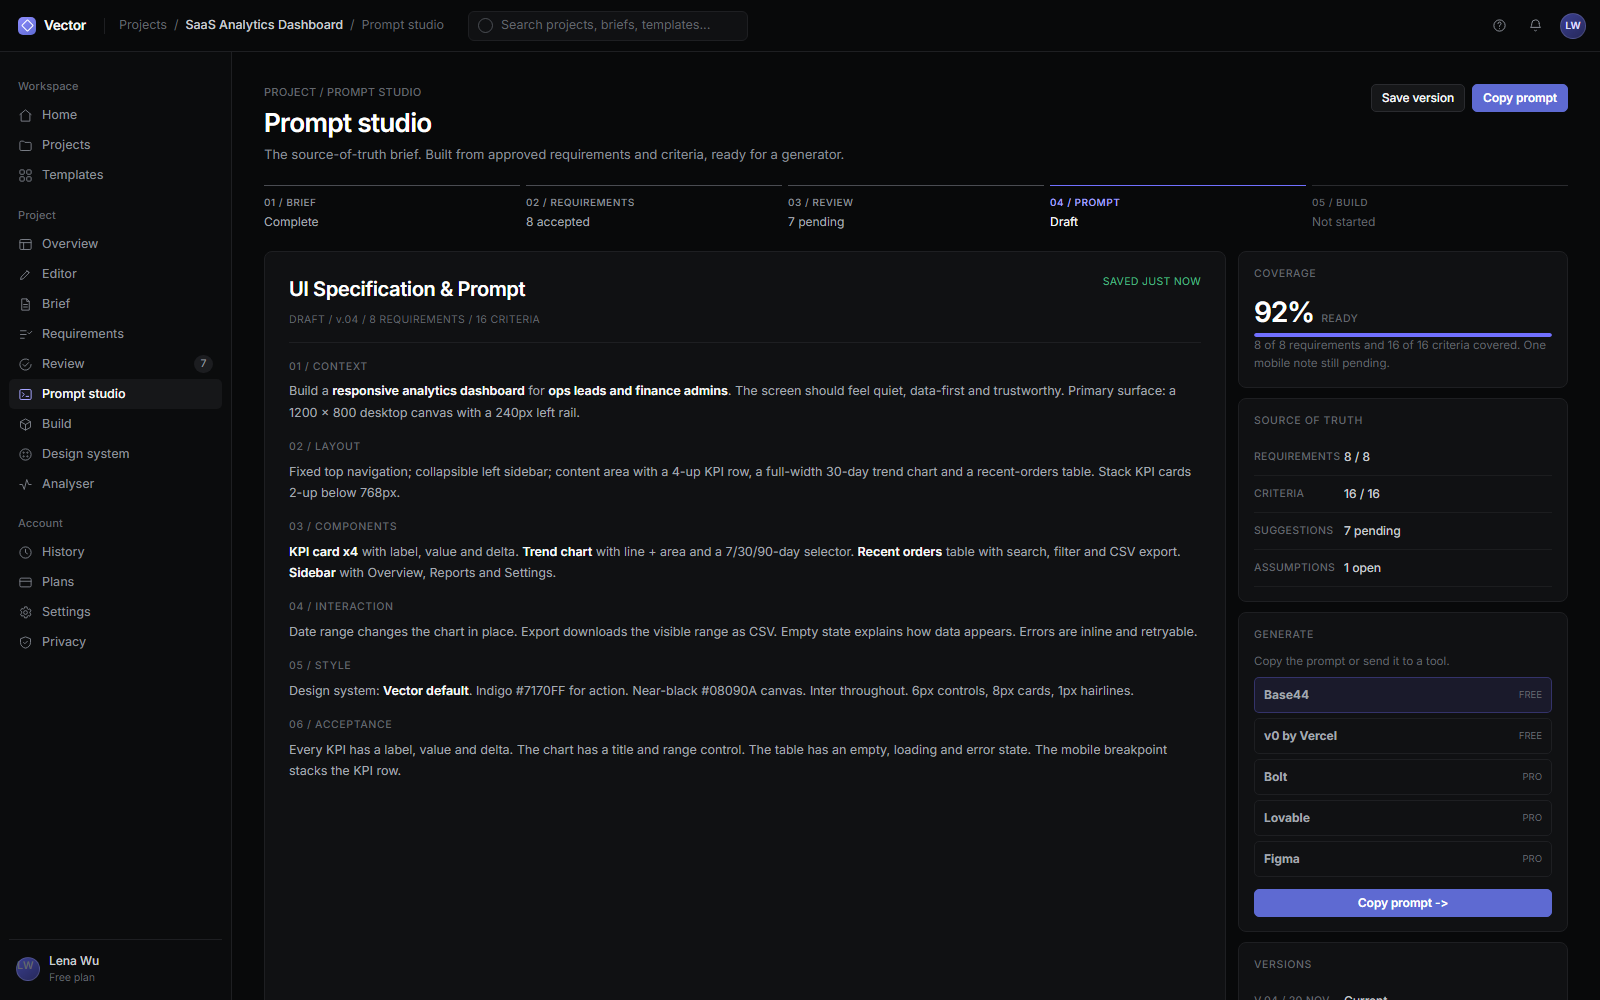 Vector
Projects / SaaS Analytics Dashboard / Prompt studio
Search projects, briefs, templates...
LW
Workspace
Home
Projects
Templates
Project
Overview
Editor
Brief
Requirements
Review 7
Prompt studio
Build
Design system
Analyser
Account
History
Plans
Settings
Privacy
LW
Lena Wu
Free plan
PROJECT / PROMPT STUDIO
Prompt studio
The source-of-truth brief. Built from approved requirements and criteria, ready for a generator.
Save version
Copy prompt
01 / BRIEF
Complete
02 / REQUIREMENTS
8 accepted
03 / REVIEW
7 pending
04 / PROMPT
Draft
05 / BUILD
Not started
UI Specification & Prompt
SAVED JUST NOW
DRAFT / v.04 / 8 REQUIREMENTS / 16 CRITERIA
01 / CONTEXT
Build a responsive analytics dashboard for ops leads and finance admins. The screen should feel quiet, data-first and trustworthy. Primary surface: a
1200 × 800 desktop canvas with a 240px left rail.
02 / LAYOUT
Fixed top navigation; collapsible left sidebar; content area with a 4-up KPI row, a full-width 30-day trend chart and a recent-orders table. Stack KPI cards
2-up below 768px.
03 / COMPONENTS
KPI card x4 with label, value and delta. Trend chart with line + area and a 7/30/90-day selector. Recent orders table with search, filter and CSV export.
Sidebar with Overview, Reports and Settings.
04 / INTERACTION
Date range changes the chart in place. Export downloads the visible range as CSV. Empty state explains how data appears. Errors are inline and retryable.
05 / STYLE
Design system: Vector default. Indigo #7170FF for action. Near-black #08090A canvas. Inter throughout. 6px controls, 8px cards, 1px hairlines.
06 / ACCEPTANCE
Every KPI has a label, value and delta. The chart has a title and range control. The table has an empty, loading and error state. The mobile breakpoint
stacks the KPI row.
COVERAGE
92% READY
8 of 8 requirements and 16 of 16 criteria covered. One
mobile note still pending.
SOURCE OF TRUTH
REQUIREMENTS 8 / 8
CRITERIA 16 / 16
SUGGESTIONS 7 pending
ASSUMPTIONS 1 open
GENERATE
Copy the prompt or send it to a tool.
Base44 FREE
v0 by Vercel FREE
Bolt PRO
Lovable PRO
Figma PRO
Copy prompt ->
VERSIONS
V.04 / 20 NOV Current